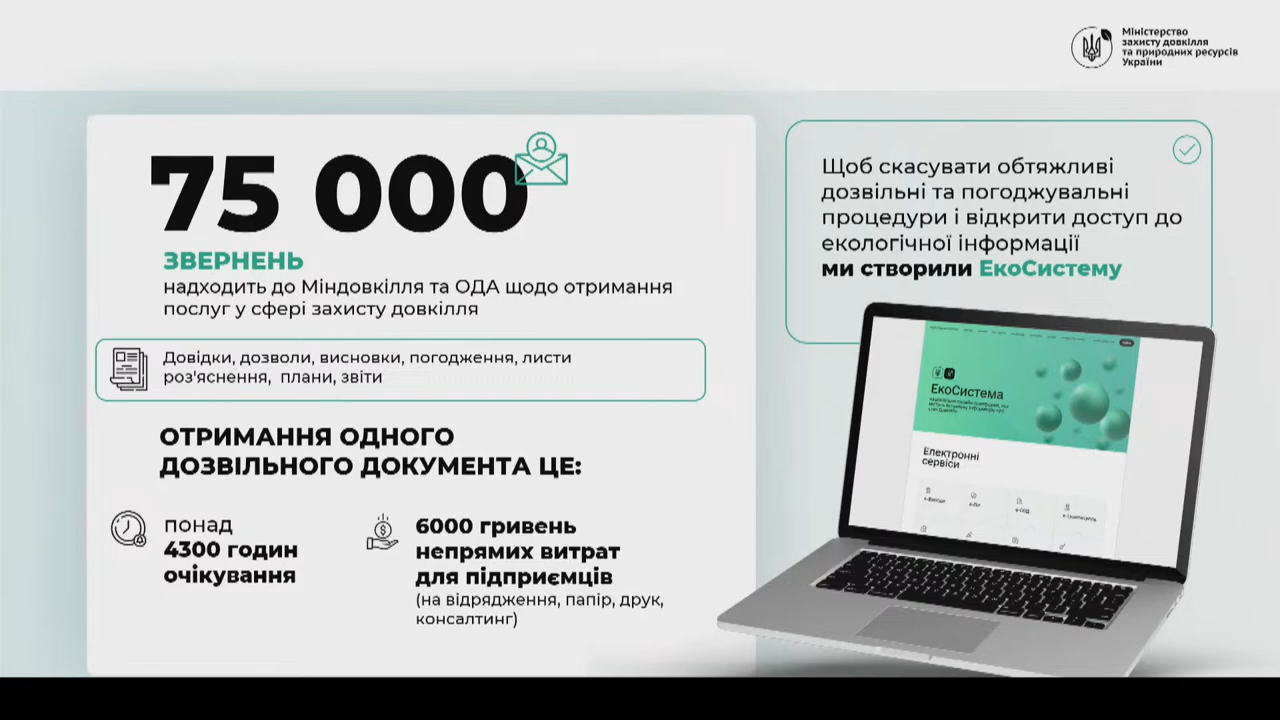 Міністерство
захисту довкілля
та природних ресурсів
України
75 000
ЗВЕРНЕНЬ
надходить до Міндовкілля та ОДА щодо отримання
послуг у сфері захисту довкілля
Довідки, дозволи, висновки, погодження, листи
роз'яснення, плани, звіти
ОТРИМАННЯ ОДНОГО
ДОЗВІЛЬНОГО ДОКУМЕНТА ЦЕ:
понад
4300 годин
очікування
6000 гривень
непрямих витрат
для підприємців
(на відрядження, папір, друк,
консалтинг)
Щоб скасувати обтяжливі
дозвільні та погоджувальні
процедури і відкрити доступ до
екологічної інформації
ми створили ЕкоСистему
ЕкоСистема
Електронні
сервіси